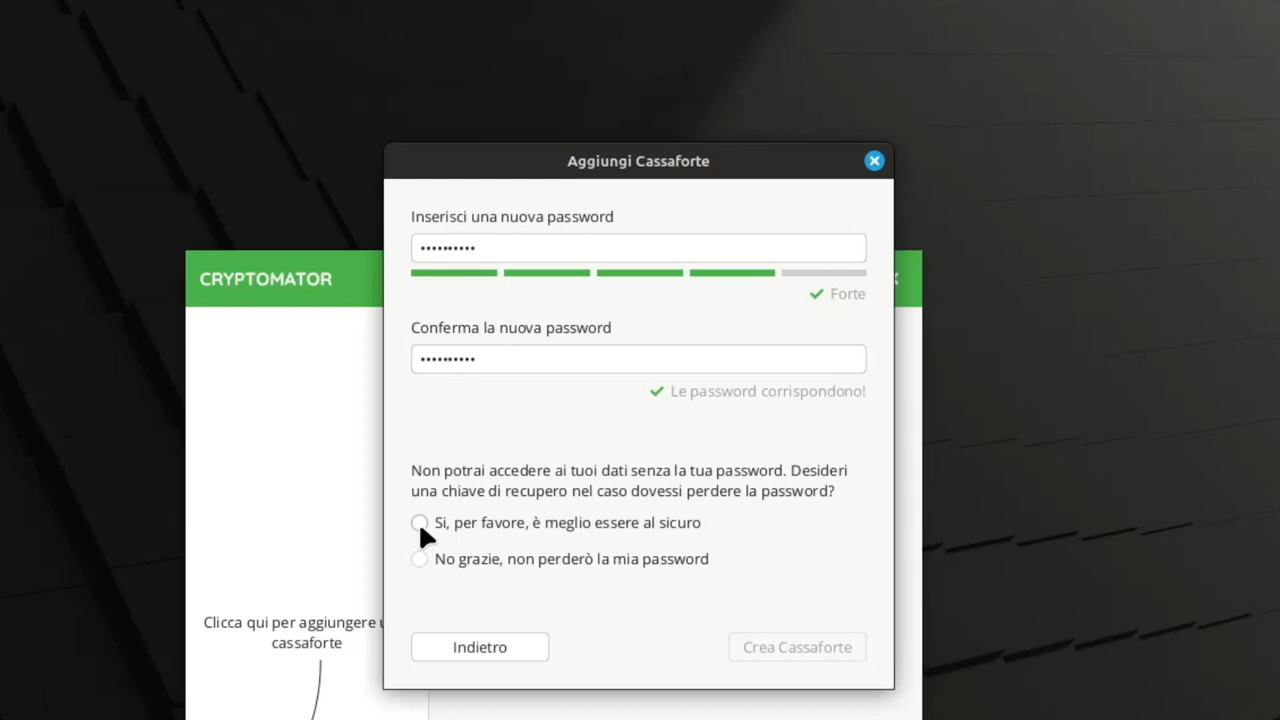 Aggiungi Cassaforte
Inserisci una nuova password
••••••••••
CRYPTOMATOR
Forte
Conferma la nuova password
••••••••••
Le password corrispondono!
Non potrai accedere ai tuoi dati senza la tua password. Desideri
una chiave di recupero nel caso dovessi perdere la password?
Si, per favore, è meglio essere al sicuro
No grazie, non perderò la mia password
Clicca qui per aggiungere
cassaforte
Indietro
Crea Cassaforte